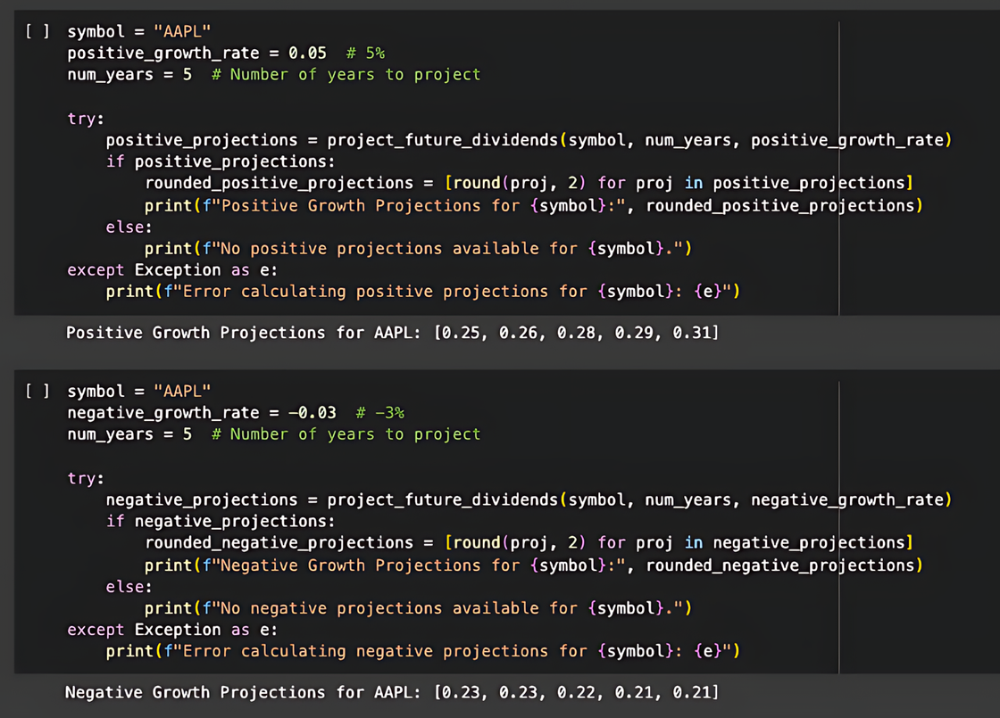 [ ] symbol = "AAPL"
positive_growth_rate = 0.05  # 5%
num_years = 5  # Number of years to project

try:
    positive_projections = project_future_dividends(symbol, num_years, positive_growth_rate)
    if positive_projections:
        rounded_positive_projections = [round(proj, 2) for proj in positive_projections]
        print(f"Positive Growth Projections for {symbol}:", rounded_positive_projections)
    else:
        print(f"No positive projections available for {symbol}.")
except Exception as e:
    print(f"Error calculating positive projections for {symbol}: {e}")
Positive Growth Projections for AAPL: [0.25, 0.26, 0.28, 0.29, 0.31]
[ ] symbol = "AAPL"
negative_growth_rate = -0.03  # -3%
num_years = 5  # Number of years to project

try:
    negative_projections = project_future_dividends(symbol, num_years, negative_growth_rate)
    if negative_projections:
        rounded_negative_projections = [round(proj, 2) for proj in negative_projections]
        print(f"Negative Growth Projections for {symbol}:", rounded_negative_projections)
    else:
        print(f"No negative projections available for {symbol}.")
except Exception as e:
    print(f"Error calculating negative projections for {symbol}: {e}")
Negative Growth Projections for AAPL: [0.23, 0.23, 0.22, 0.21, 0.21]